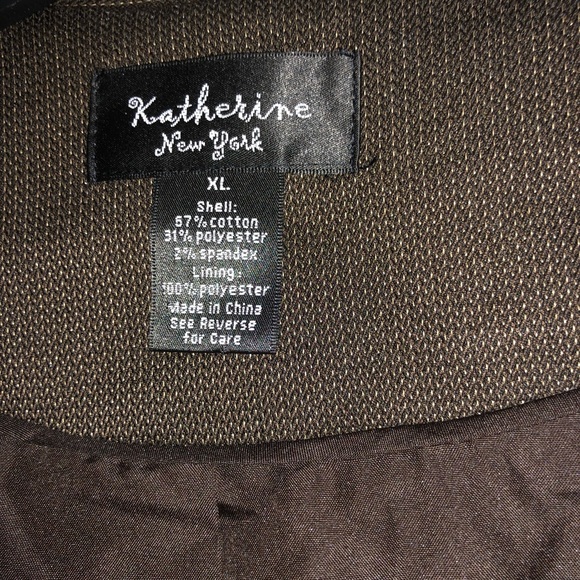 Katherine
New York
XL
Shell:
67% cotton
31% polyester
2% spandex
Lining:
100% polyester
Made in China
See Reverse
for Care